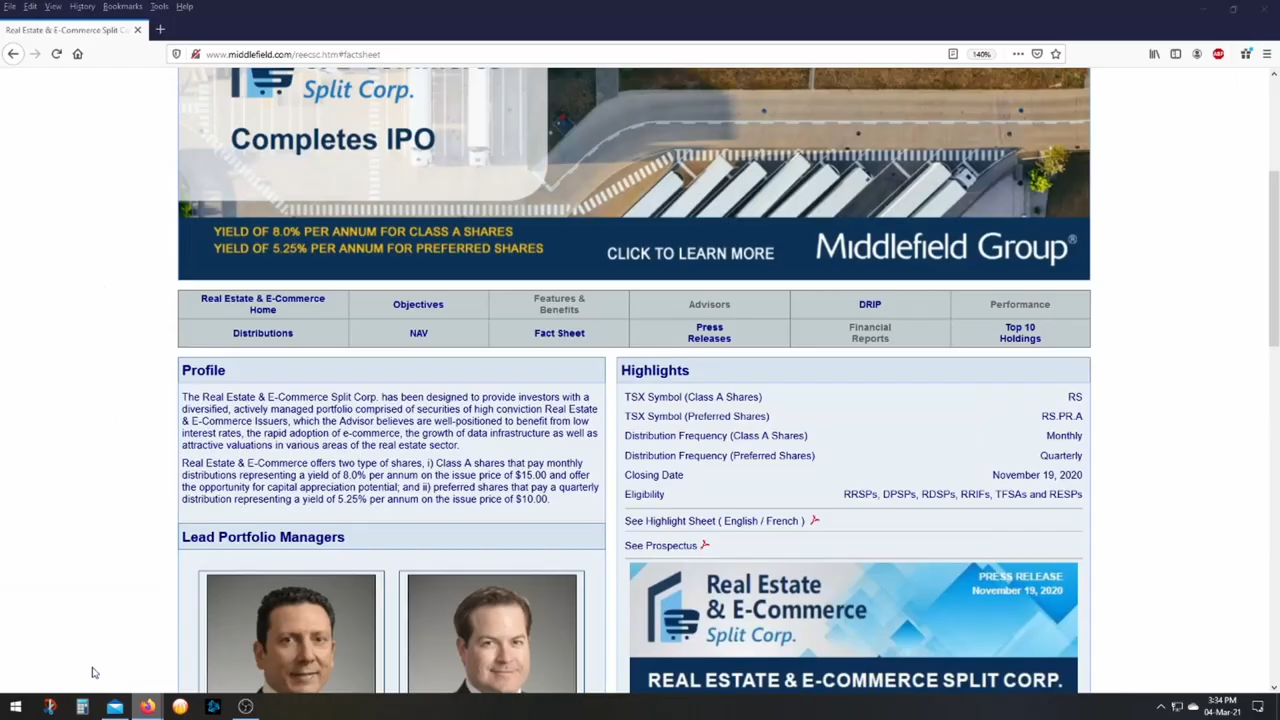 File Edit View History Bookmarks Tools Help
Real Estate & E-Commerce Split Co
www.middlefield.com/reecsc.htm#factsheet
140%
ABP
Split Corp.
Completes IPO
YIELD OF 8.0% PER ANNUM FOR CLASS A SHARES
YIELD OF 5.25% PER ANNUM FOR PREFERRED SHARES
CLICK TO LEARN MORE
MIDDLEFIELD GROUP®
Real Estate & E-Commerce
Home
Objectives
Features &
Benefits
Advisors
DRIP
Performance
Distributions
NAV
Fact Sheet
Press
Releases
Financial
Reports
Top 10
Holdings
Profile
The Real Estate & E-Commerce Split Corp. has been designed to provide investors with a
diversified, actively managed portfolio comprised of securities of high conviction Real Estate
& E-Commerce Issuers, which the Advisor believes are well-positioned to benefit from low
interest rates, the rapid adoption of e-commerce, the growth of data infrastructure as well as
attractive valuations in various areas of the real estate sector.
Real Estate & E-Commerce offers two type of shares, i) Class A shares that pay monthly
distributions representing a yield of 8.0% per annum on the issue price of $15.00 and offer
the opportunity for capital appreciation potential; and ii) preferred shares that pay a quarterly
distribution representing a yield of 5.25% per annum on the issue price of $10.00.
Lead Portfolio Managers
Highlights
TSX Symbol (Class A Shares) RS
TSX Symbol (Preferred Shares) RS.PR.A
Distribution Frequency (Class A Shares) Monthly
Distribution Frequency (Preferred Shares) Quarterly
Closing Date November 19, 2020
Eligibility RRSPs, DPSPs, RDSPs, RRIFs, TFSAs and RESPs
See Highlight Sheet ( English / French )
See Prospectus
Real Estate
& E-Commerce
Split Corp.
PRESS RELEASE
November 19, 2020
REAL ESTATE & E-COMMERCE SPLIT CORP.
3:34 PM
04-Mar-21